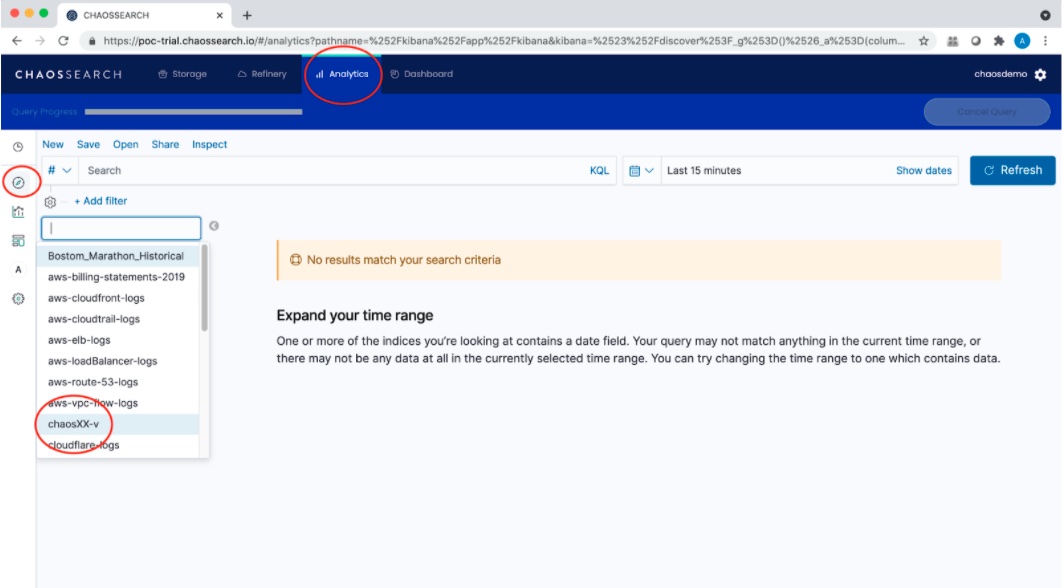 CHAOSSEARCH
https://poc-trial.chaossearch.io/#/analytics?pathname=%252Fkibana%252Fapp%252Fkibana&kibana=%2523%252Fdiscover%253F_g%253D()%2526_a%253D(colum...
A
CHAOSSEARCH Storage Refinery Analytics Dashboard chaosdemo
Query Progress Cancel Query
New Save Open Share Inspect
# Search KQL Last 15 minutes Show dates Refresh
+ Add filter
Bostom_Marathon_Historical
aws-billing-statements-2019
aws-cloudfront-logs
aws-cloudtrail-logs
aws-elb-logs
aws-loadBalancer-logs
aws-route-53-logs
aws-vpc-flow-logs
chaosXX-v
cloudflare-logs
A
No results match your search criteria
Expand your time range
One or more of the indices you're looking at contains a date field. Your query may not match anything in the current time range, or
there may not be any data at all in the currently selected time range. You can try changing the time range to one which contains data.